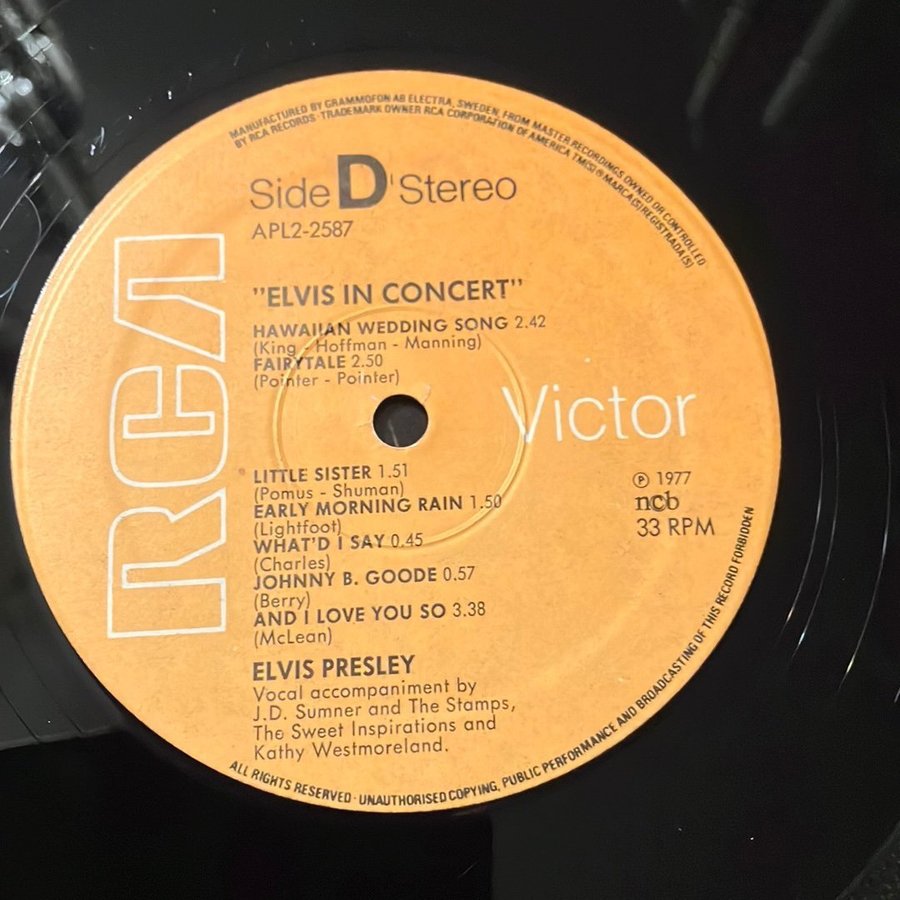 MANUFACTURED BY GRAMMOFON AB ELECTRA, SWEDEN, FROM MASTER RECORDINGS OWNED OR CONTROLLED
BY RCA RECORDS · TRADEMARK OWNER RCA CORPORATION OF AMERICA TM(S) ® MARCA(S) REGISTRADA(S)
Side D Stereo
APL2-2587
RCA
"ELVIS IN CONCERT"
HAWAIIAN WEDDING SONG 2.42
(King - Hoffman - Manning)
FAIRYTALE 2.50
(Pointer - Pointer)
Victor
LITTLE SISTER 1.51
(Pomus - Shuman)
EARLY MORNING RAIN 1.50
(Lightfoot)
WHAT'D I SAY 0.45
(Charles)
JOHNNY B. GOODE 0.57
(Berry)
AND I LOVE YOU SO 3.38
(McLean)
℗ 1977
ncb
33 RPM
ELVIS PRESLEY
Vocal accompaniment by
J.D. Sumner and The Stamps,
The Sweet Inspirations and
Kathy Westmoreland.
ALL RIGHTS RESERVED · UNAUTHORISED COPYING, PUBLIC PERFORMANCE AND BROADCASTING OF THIS RECORD FORBIDDEN